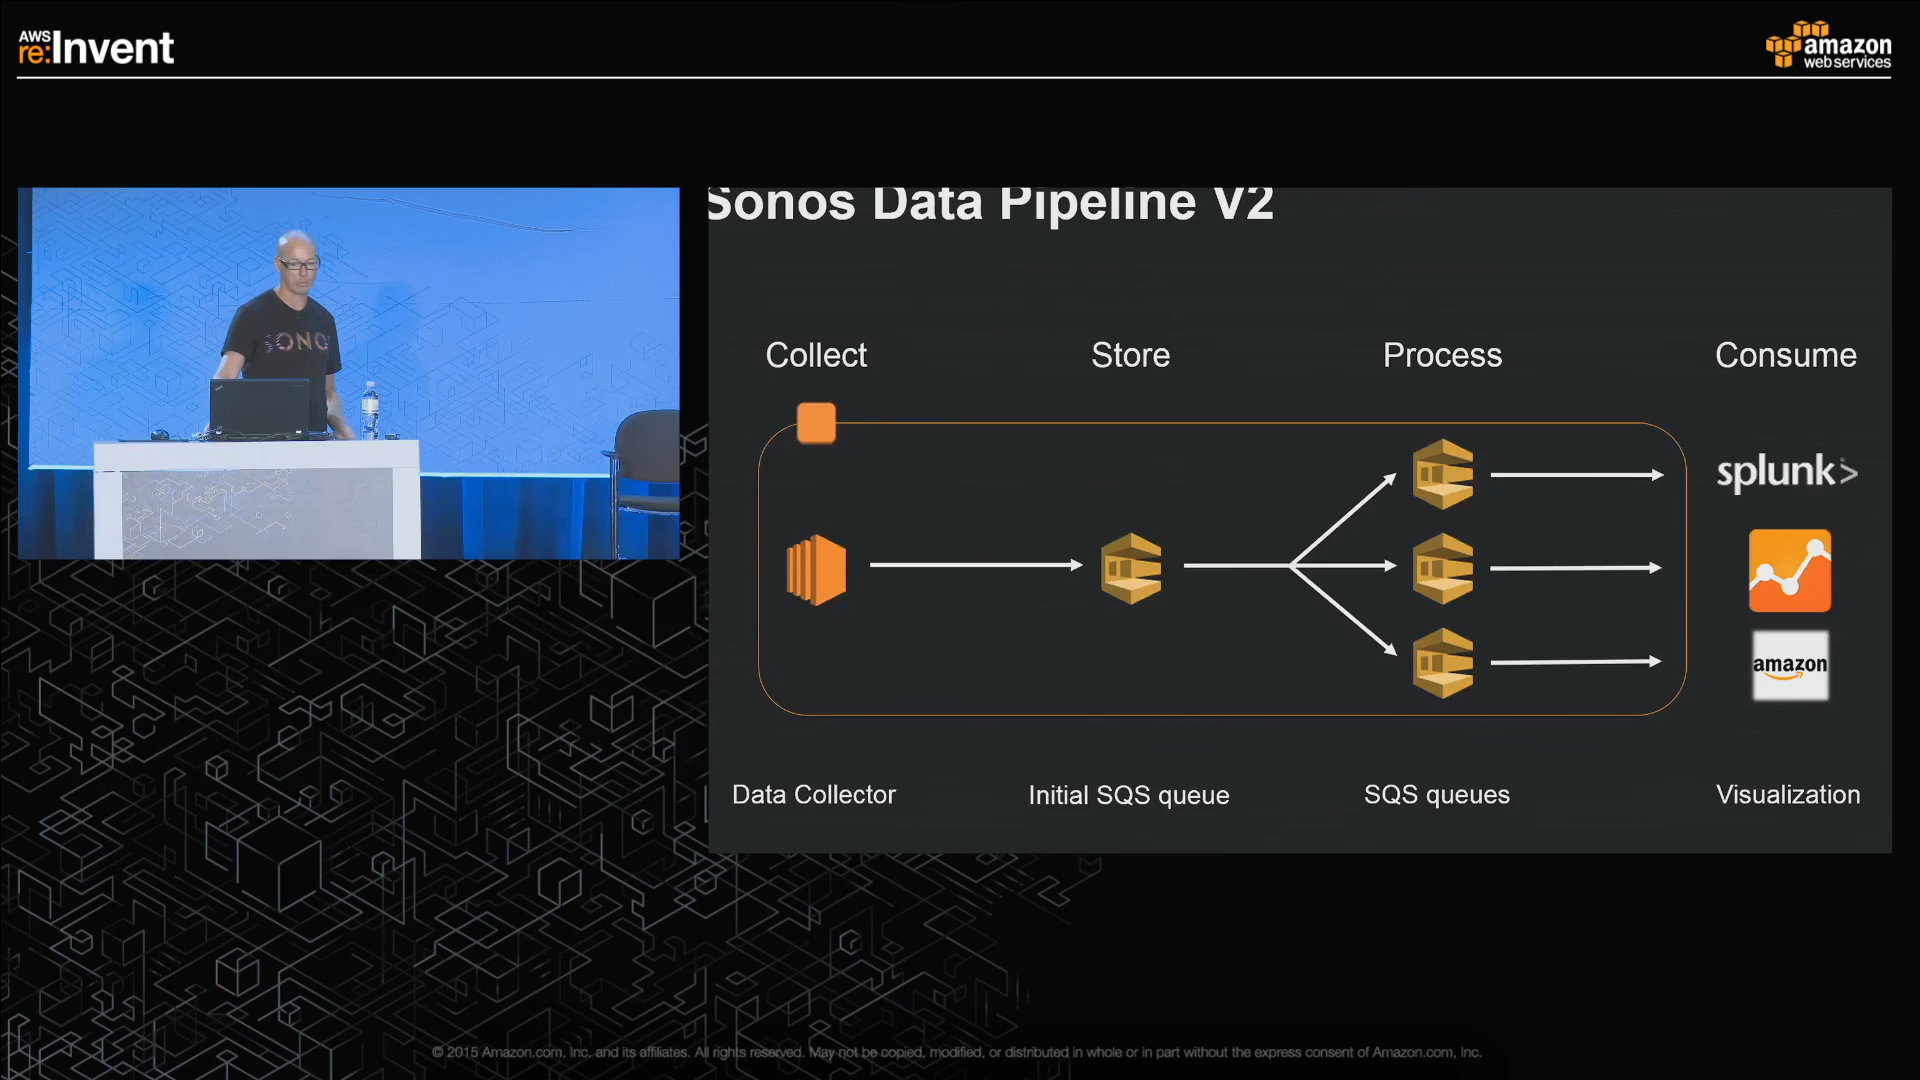 AWS
re:Invent
amazon
web services
SONOS
Sonos Data Pipeline V2
Collect
Store
Process
Consume
splunk>
amazon
Data Collector
Initial SQS queue
SQS queues
Visualization
© 2015 Amazon.com, Inc. and its affiliates. All rights reserved. May not be copied, modified, or distributed in whole or in part without the express consent of Amazon.com, Inc.